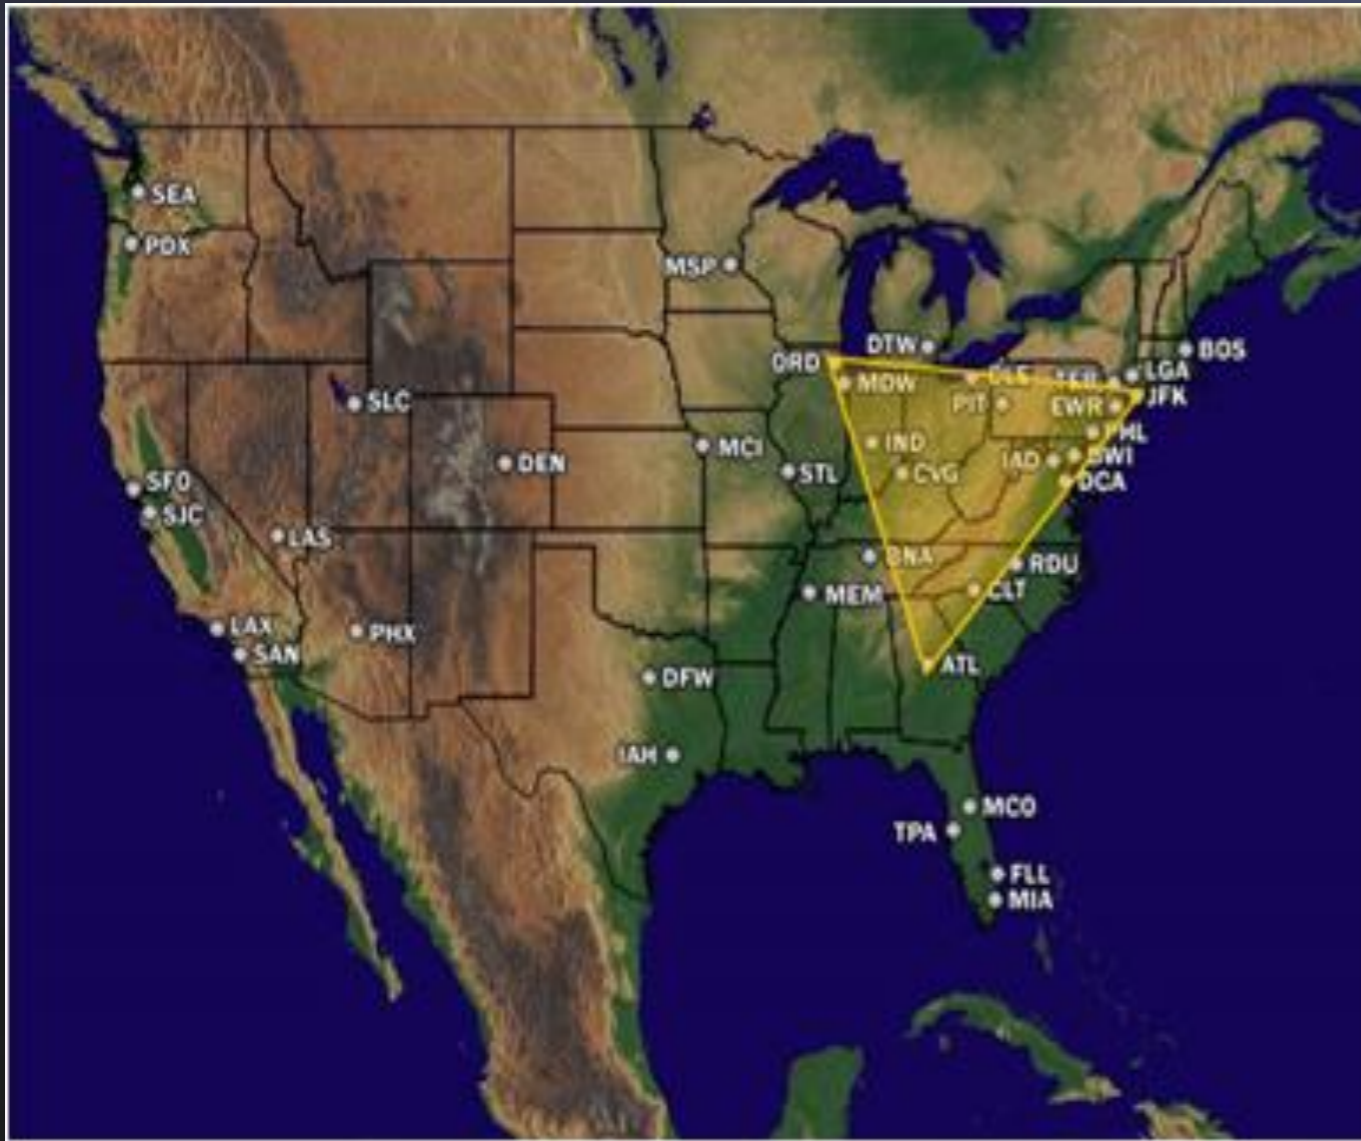 SEA
PDX
MSP
DTW
BOS
ORD
LGA
CLE
TEB
MDW
JFK
SLC
PIT
EWR
PHL
IND
MCI
BWI
DEN
STL
CVG
IAD
DCA
SFO
SJC
LAS
BNA
RDU
MEM
CLT
LAX
PHX
SAN
ATL
DFW
IAH
MCO
TPA
FLL
MIA